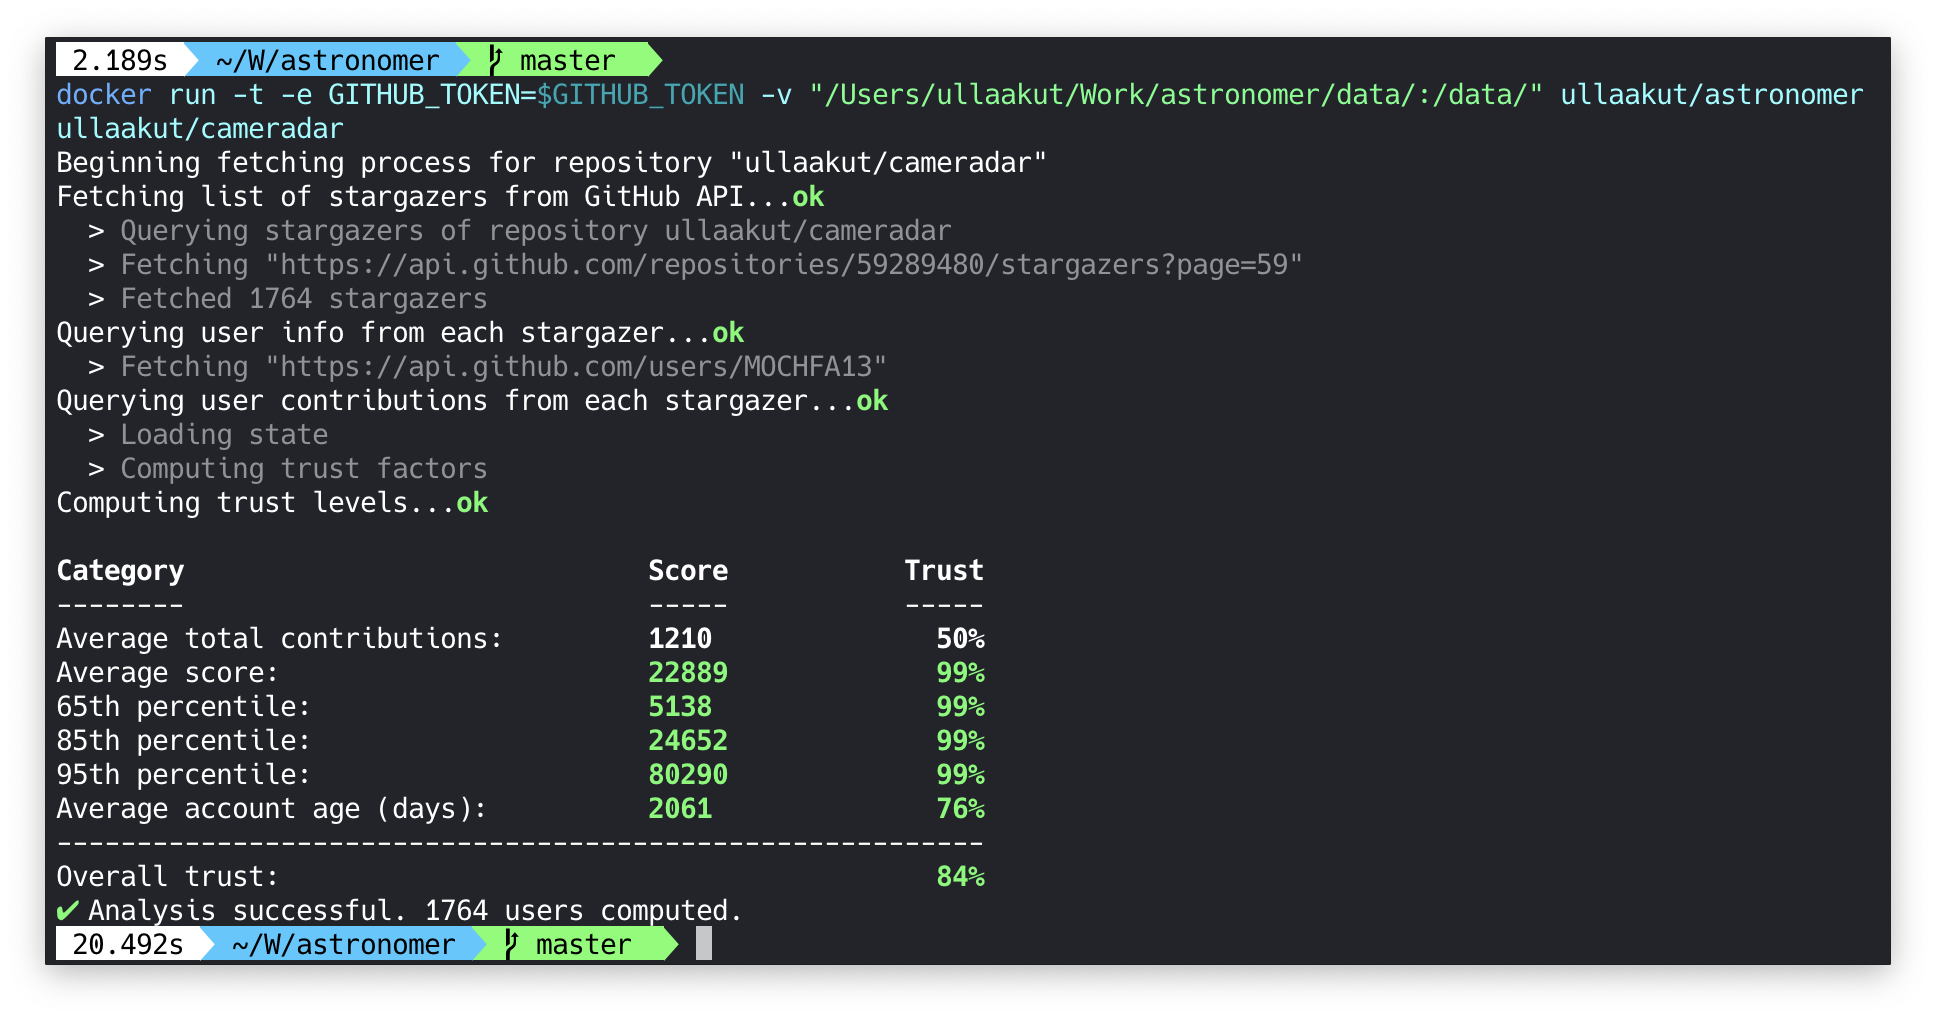 2.189s ~/W/astronomer master
docker run -t -e GITHUB_TOKEN=$GITHUB_TOKEN -v "/Users/ullaakut/Work/astronomer/data/:/data/" ullaakut/astronomer
ullaakut/cameradar
Beginning fetching process for repository "ullaakut/cameradar"
Fetching list of stargazers from GitHub API...ok
> Querying stargazers of repository ullaakut/cameradar
> Fetching "https://api.github.com/repositories/59289480/stargazers?page=59"
> Fetched 1764 stargazers
Querying user info from each stargazer...ok
> Fetching "https://api.github.com/users/MOCHFA13"
Querying user contributions from each stargazer...ok
> Loading state
> Computing trust factors
Computing trust levels...ok
Category Score Trust
-------- ----- -----
Average total contributions: 1210 50%
Average score: 22889 99%
65th percentile: 5138 99%
85th percentile: 24652 99%
95th percentile: 80290 99%
Average account age (days): 2061 76%
----------------------------------------------------------
Overall trust: 84%
✔ Analysis successful. 1764 users computed.
20.492s ~/W/astronomer master